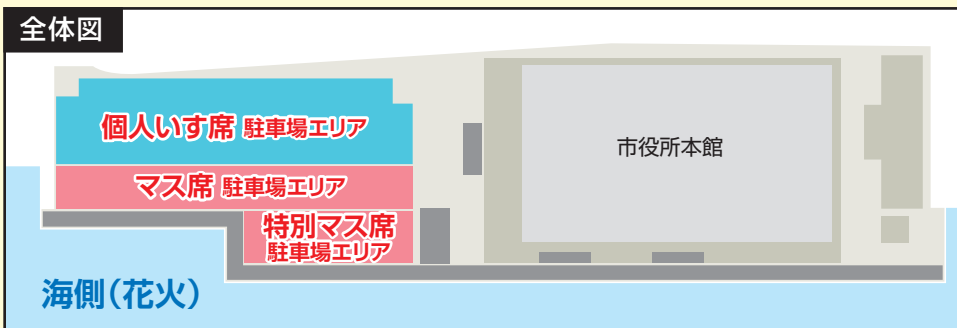 全体図
個人いす席 駐車場エリア
市役所本館
マス席 駐車場エリア
特別マス席
駐車場エリア
海側(花火)